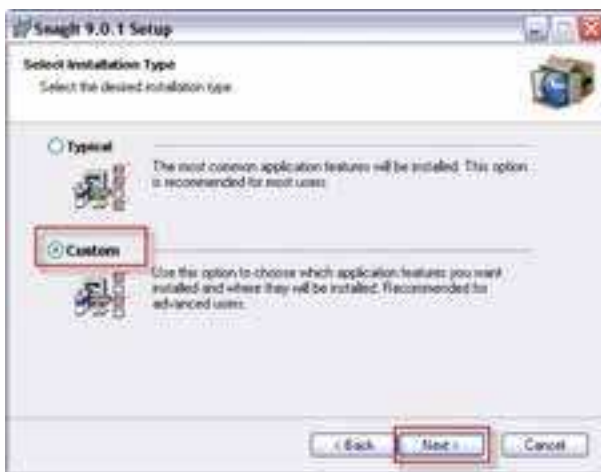 SnagIt 9.0.1 Setup
Select Installation Type
Select the desired installation type.
Typical
The most common application features will be installed. This option
is recommended for most users.
Custom
Use this option to choose which application features you want
installed and where they will be installed. Recommended for
advanced users.
< Back
Next >
Cancel